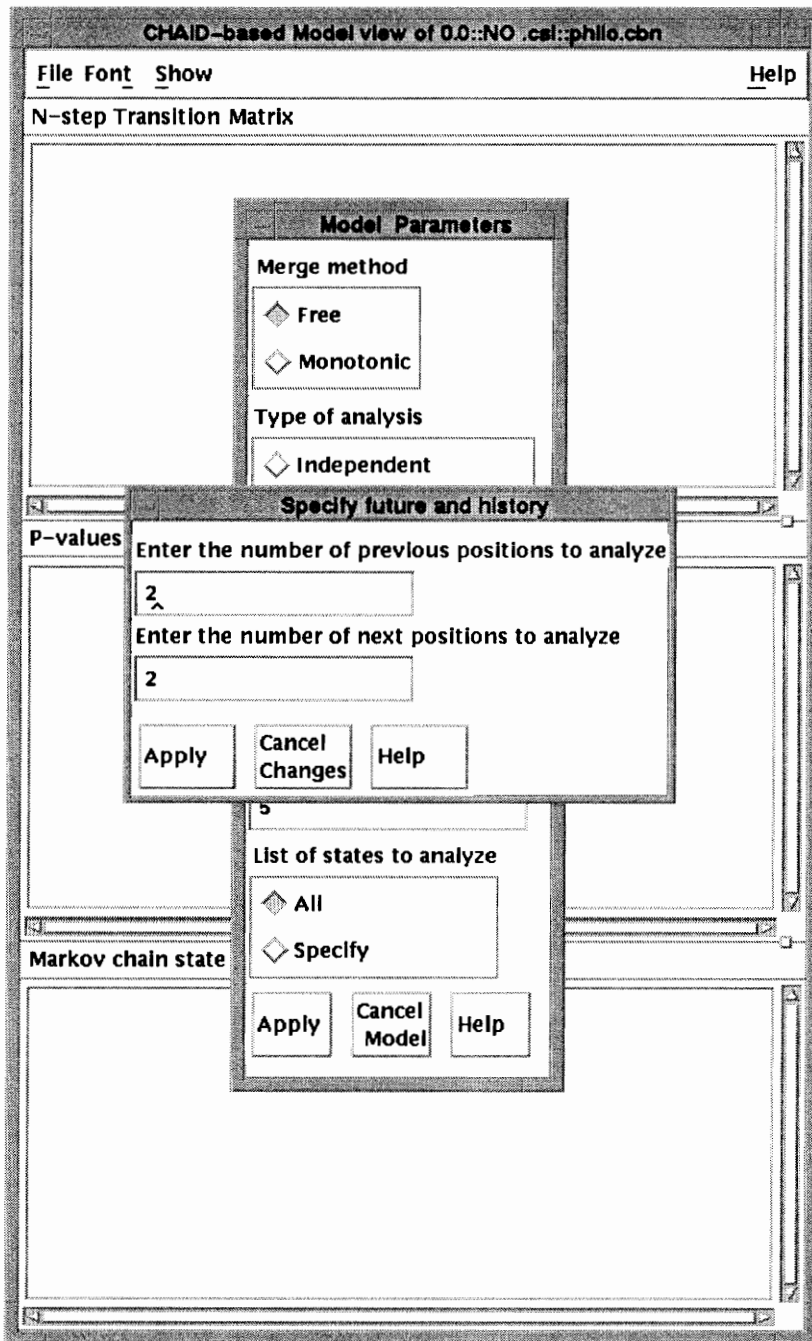 CHAID-based Model view of 0.0::NO .csl::philo.cbn
File Font Show Help
N-step Transition Matrix
Model Parameters
Merge method
Free
Monotonic
Type of analysis
Independent
Specify future and history
P-values
Enter the number of previous positions to analyze
2
Enter the number of next positions to analyze
2
Apply
Cancel Changes
Help
5
List of states to analyze
All
Specify
Markov chain state
Apply
Cancel Model
Help